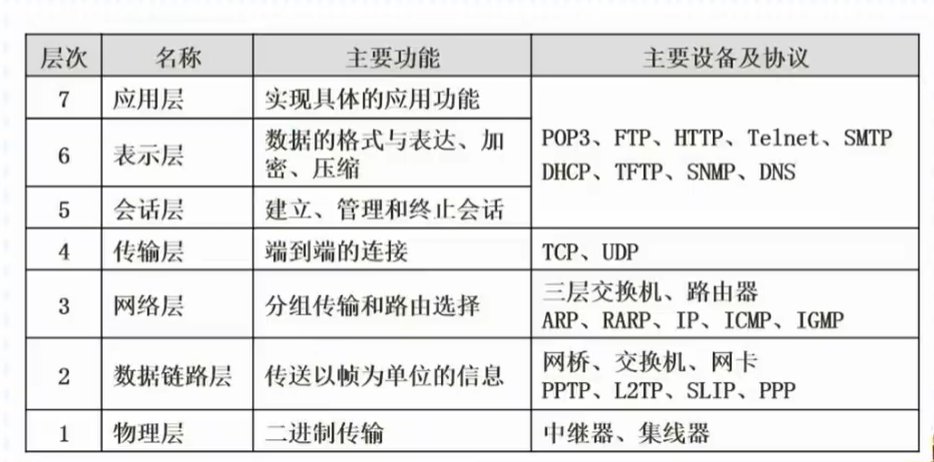 层次 名称 主要功能 主要设备及协议
7 应用层 实现具体的应用功能
6 表示层 数据的格式与表达、加
密、压缩
POP3、FTP、HTTP、Telnet、SMTP
DHCP、TFTP、SNMP、DNS
5 会话层 建立、管理和终止会话
4 传输层 端到端的连接 TCP、UDP
3 网络层 分组传输和路由选择 三层交换机、路由器
ARP、RARP、IP、ICMP、IGMP
2 数据链路层 传送以帧为单位的信息 网桥、交换机、网卡
PPTP、L2TP、SLIP、PPP
1 物理层 二进制传输 中继器、集线器